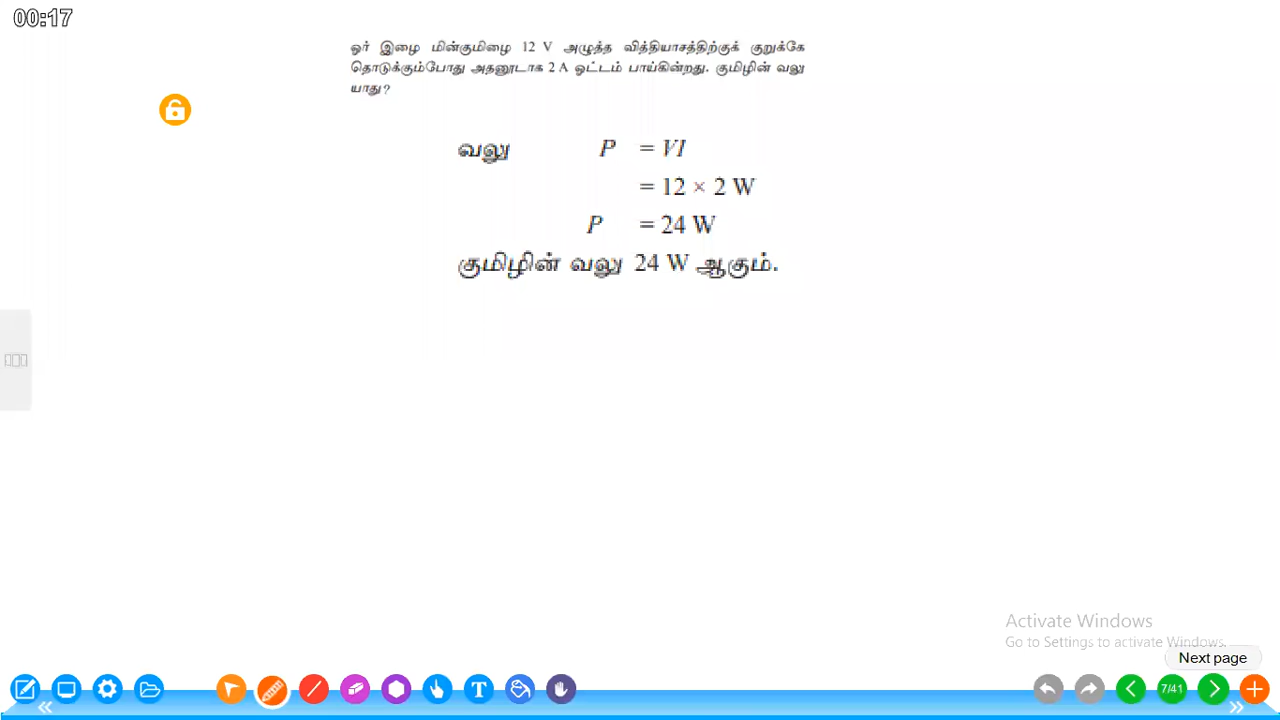 00:17
ஓர் இழை மின்குமிழை 12 V அழுத்த வித்தியாசத்திற்குக் குறுக்கே
தொடுக்கும்போது அதனூடாக 2 A ஓட்டம் பாய்கின்றது. குமிழின் வலு
யாது?
வலு P = VI
= 12 × 2 W
P = 24 W
குமிழின் வலு 24 W ஆகும்.
Activate Windows
Go to Settings to activate Windows.
Next page
T
7/41